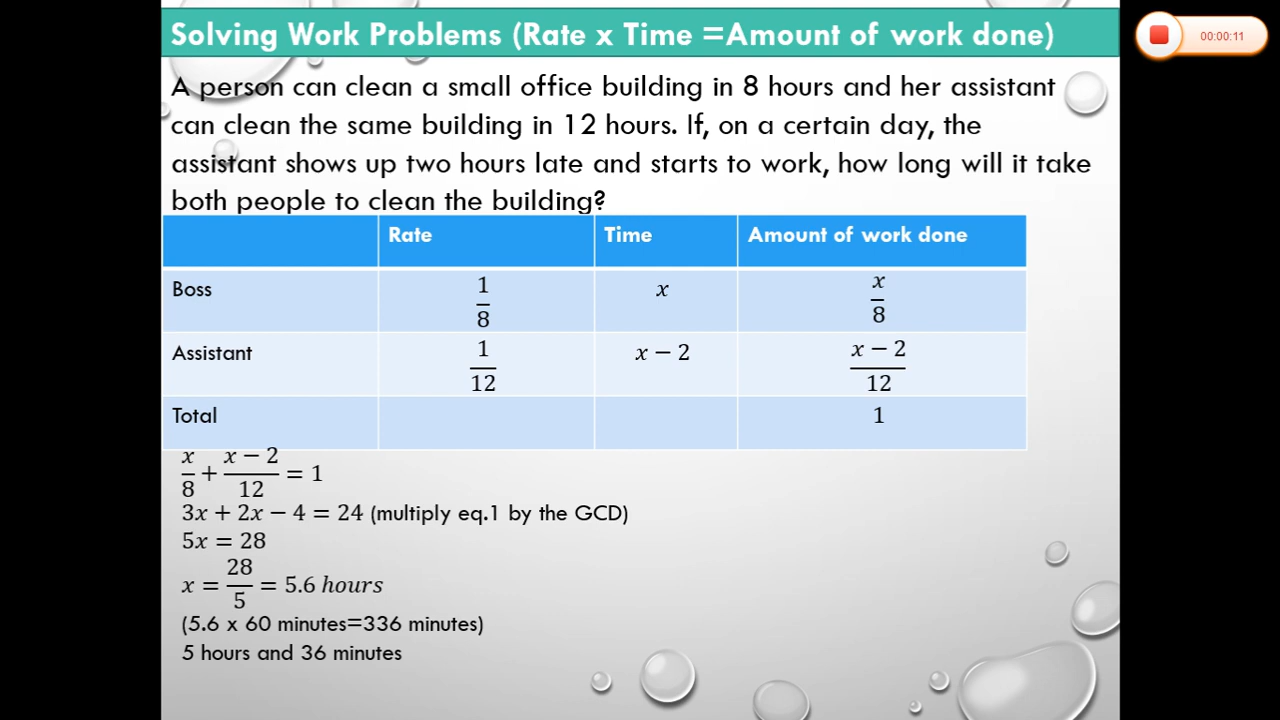 Solving Work Problems (Rate x Time =Amount of work done)
00:00:11
A person can clean a small office building in 8 hours and her assistant
can clean the same building in 12 hours. If, on a certain day, the
assistant shows up two hours late and starts to work, how long will it take
both people to clean the building?
Rate Time Amount of work done
Boss 1/8 x x/8
Assistant 1/12 x − 2 (x − 2)/12
Total 1
x/8 + (x − 2)/12 = 1
3x + 2x − 4 = 24 (multiply eq.1 by the GCD)
5x = 28
x = 28/5 = 5.6 hours
(5.6 x 60 minutes=336 minutes)
5 hours and 36 minutes